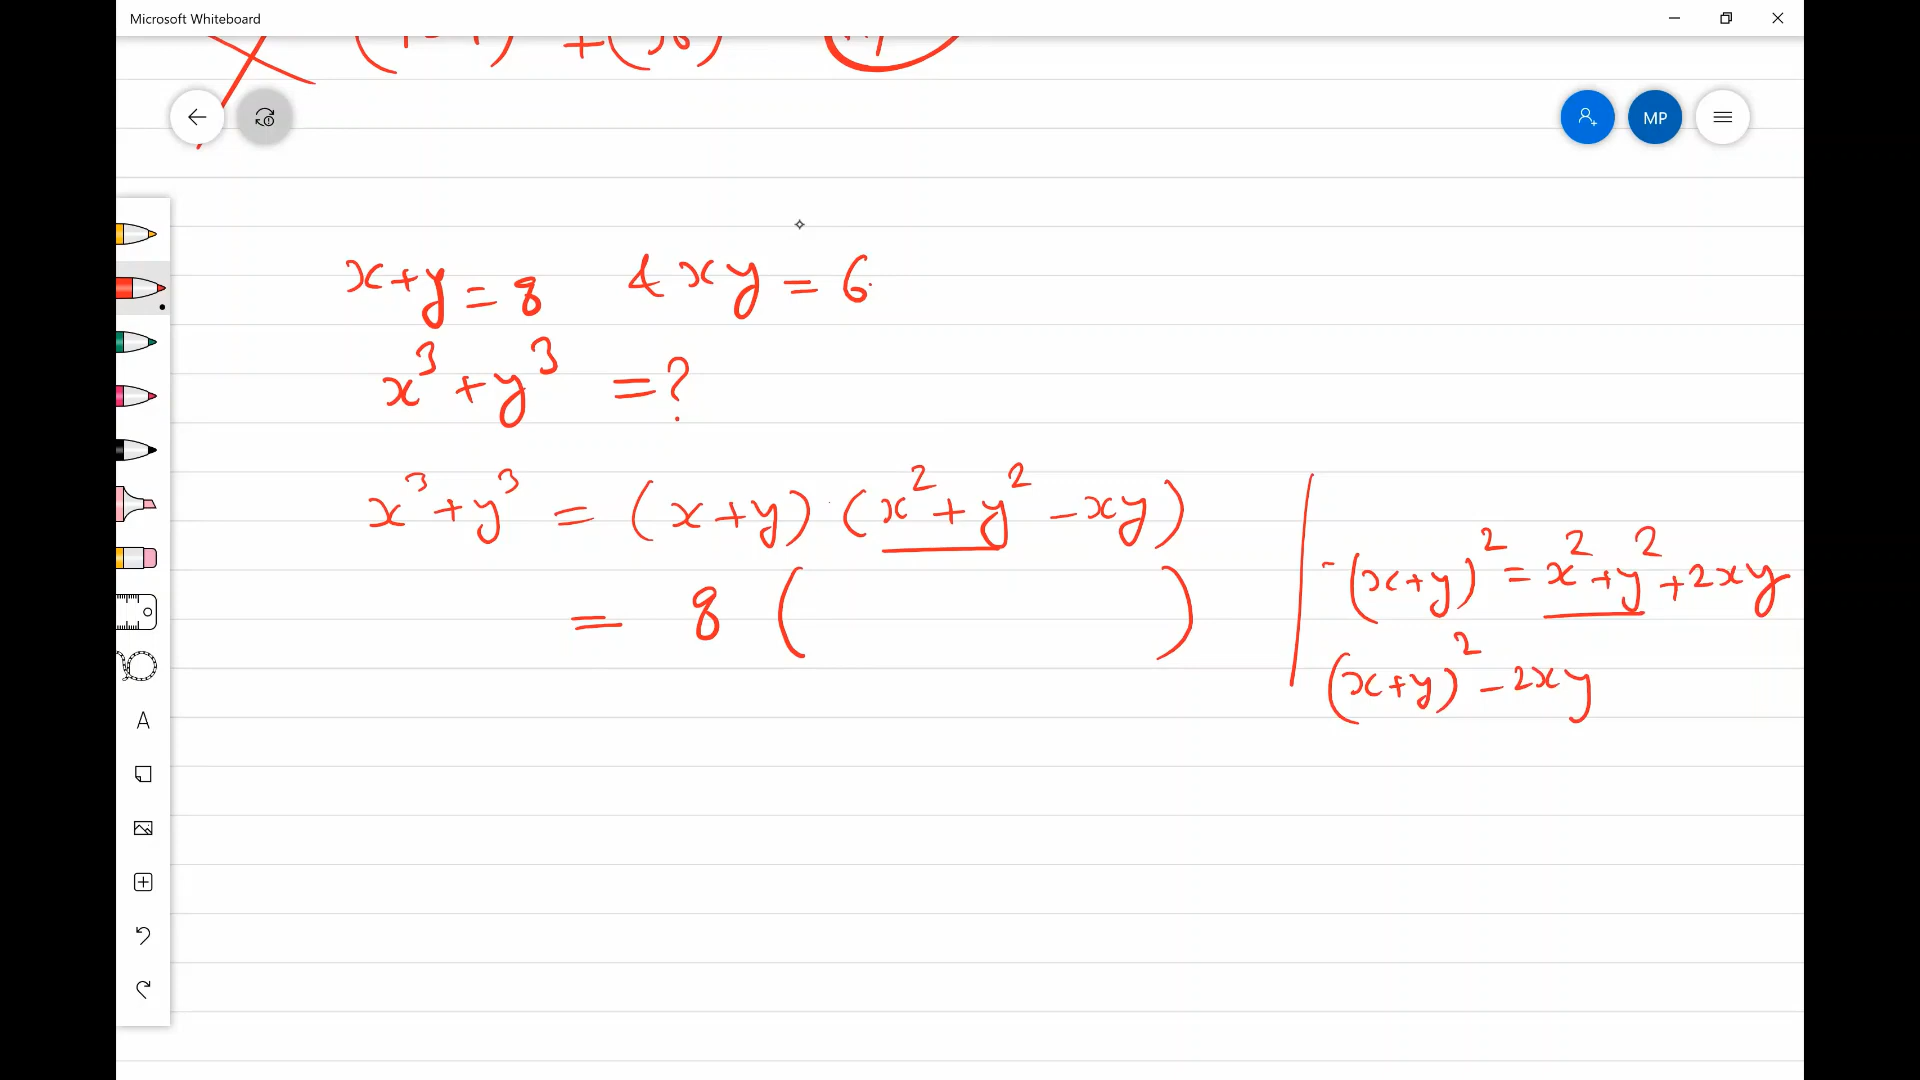 Microsoft Whiteboard
MP
x+y=8 & xy = 6
x³+y³ =?
x³+y³ = (x+y) (x²+y²-xy)
= 8 ( )
-(x+y)² = x²+y²+2xy
(x+y)² - 2xy
A